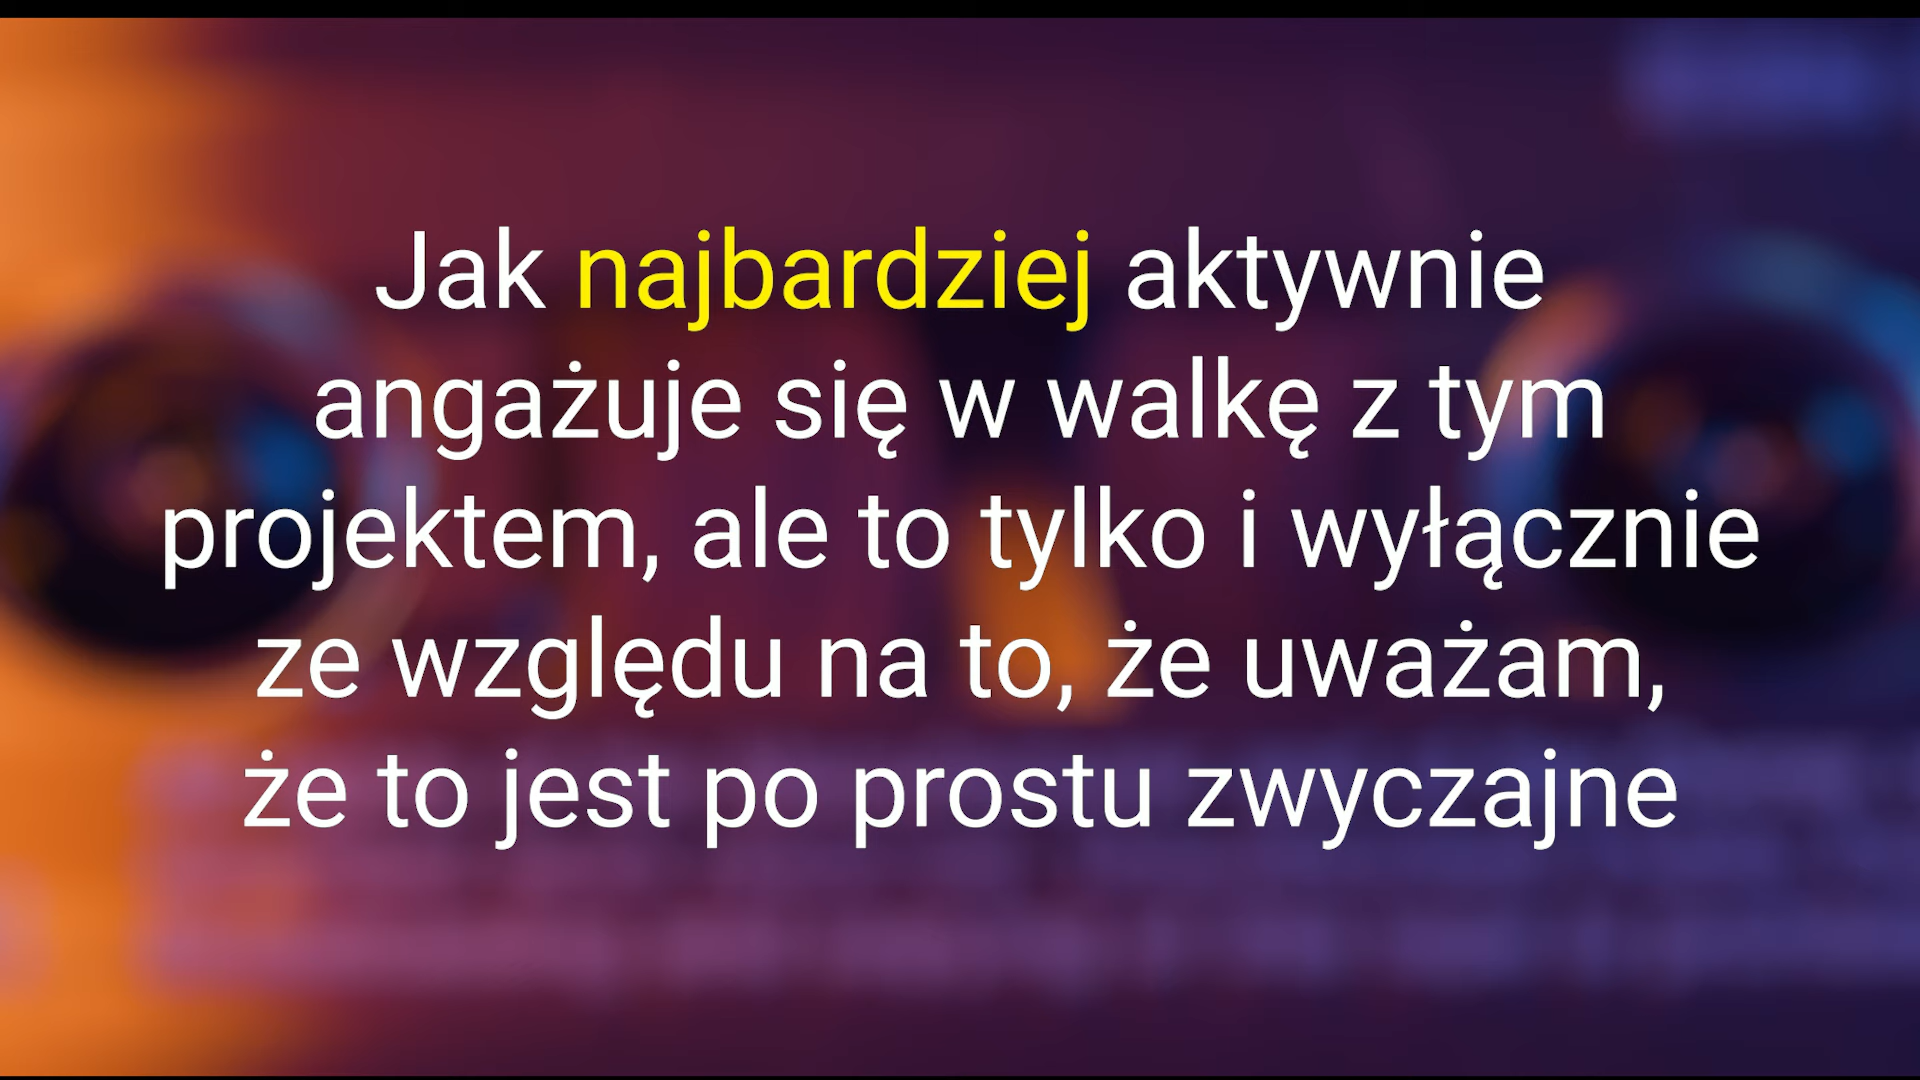 Jak najbardziej aktywnie
angażuje się w walkę z tym
projektem, ale to tylko i wyłącznie
ze względu na to, że uważam,
że to jest po prostu zwyczajne